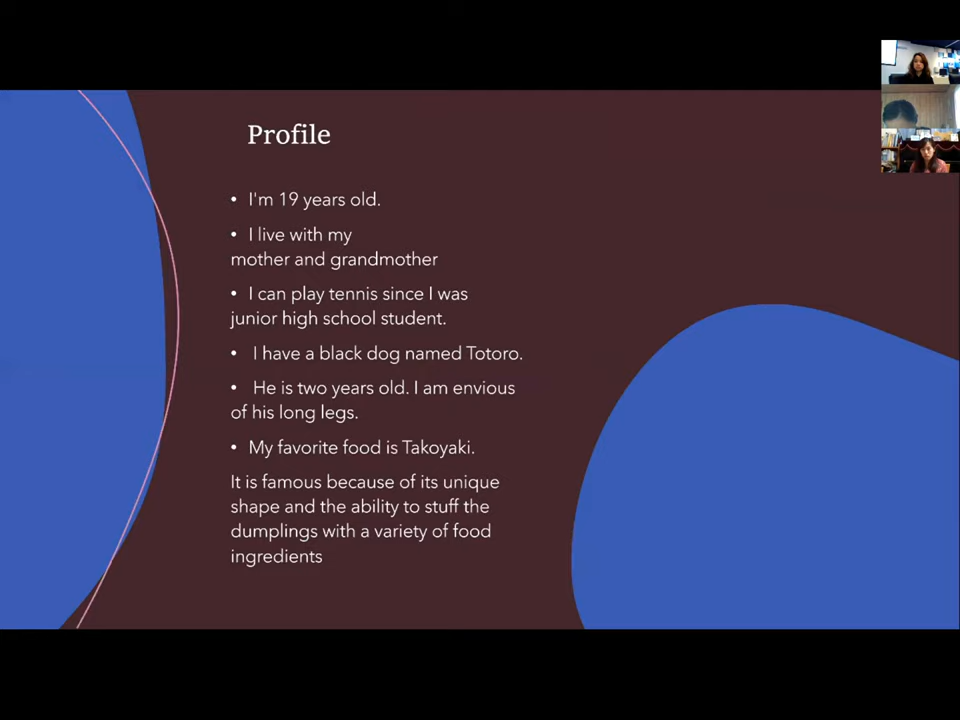 Profile
• I'm 19 years old.
• I live with my
mother and grandmother
• I can play tennis since I was
junior high school student.
• I have a black dog named Totoro.
• He is two years old. I am envious
of his long legs.
• My favorite food is Takoyaki.
It is famous because of its unique
shape and the ability to stuff the
dumplings with a variety of food
ingredients